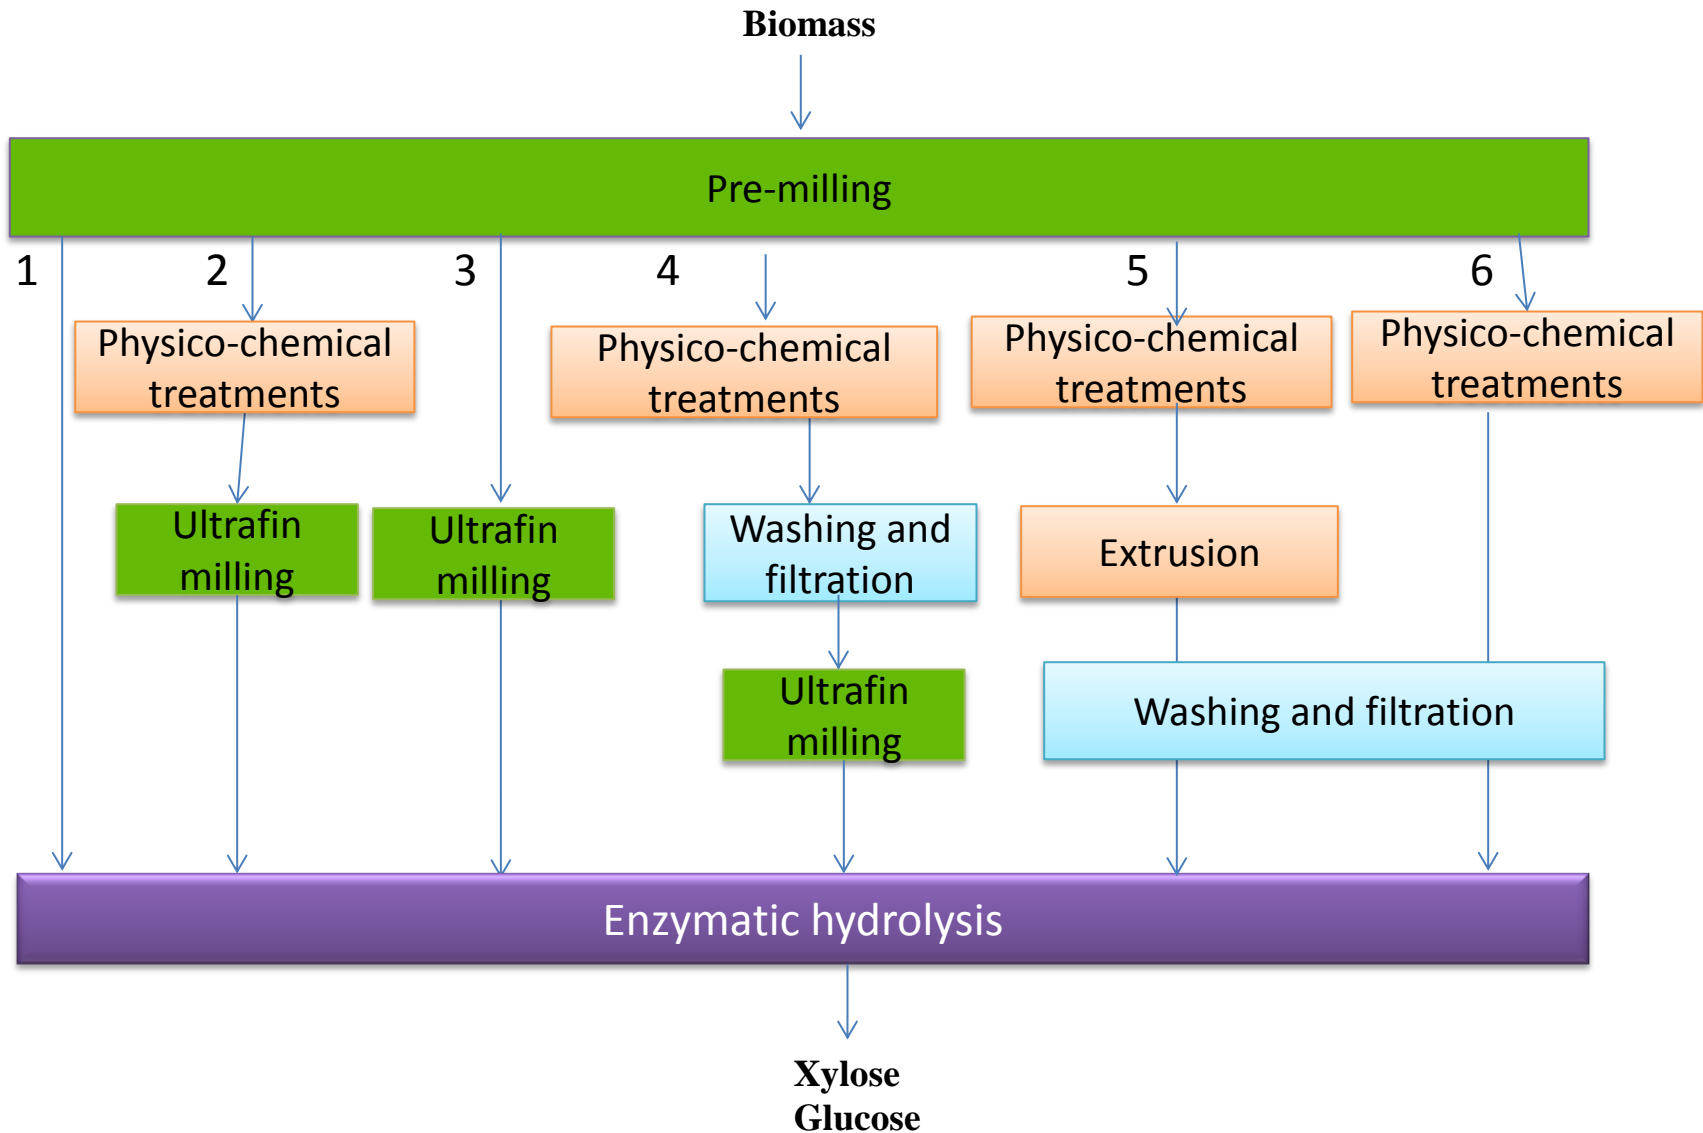 Biomass
Pre-milling
1
2
3
4
5
6
Physico-chemical
treatments
Physico-chemical
treatments
Physico-chemical
treatments
Physico-chemical
treatments
Ultrafin
milling
Ultrafin
milling
Washing and
filtration
Extrusion
Ultrafin
milling
Washing and filtration
Enzymatic hydrolysis
Xylose
Glucose